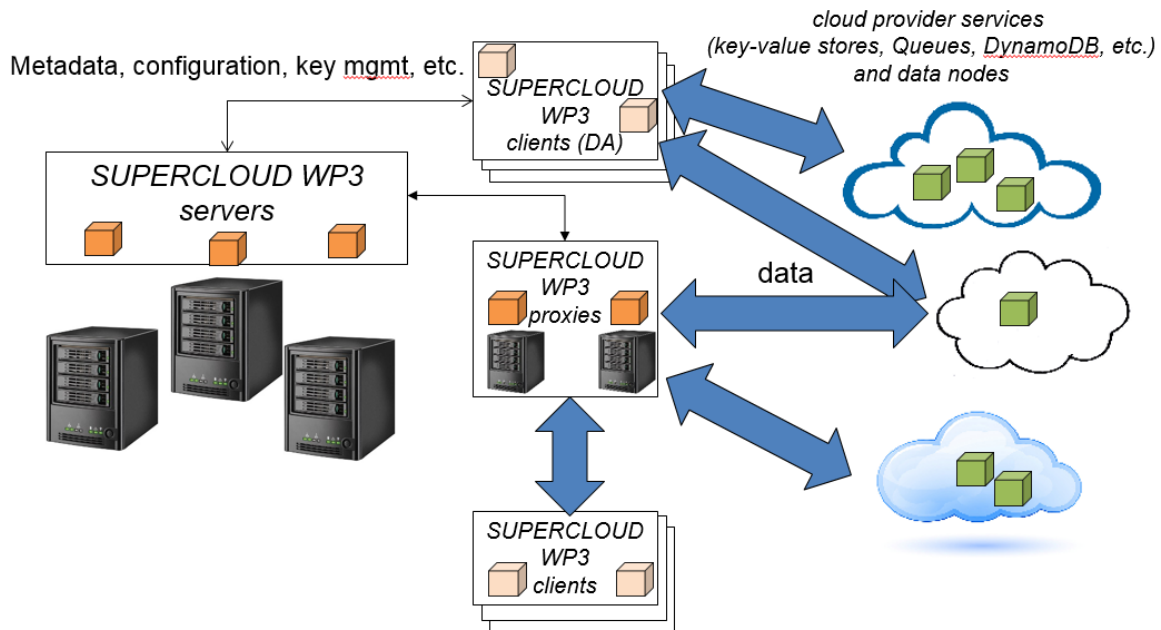 cloud provider services
(key-value stores, Queues, DynamoDB, etc.)
and data nodes
Metadata, configuration, key mgmt, etc.
SUPERCLOUD
WP3
clients (DA)
SUPERCLOUD WP3
servers
SUPERCLOUD
WP3
proxies
data
SUPERCLOUD
WP3
clients